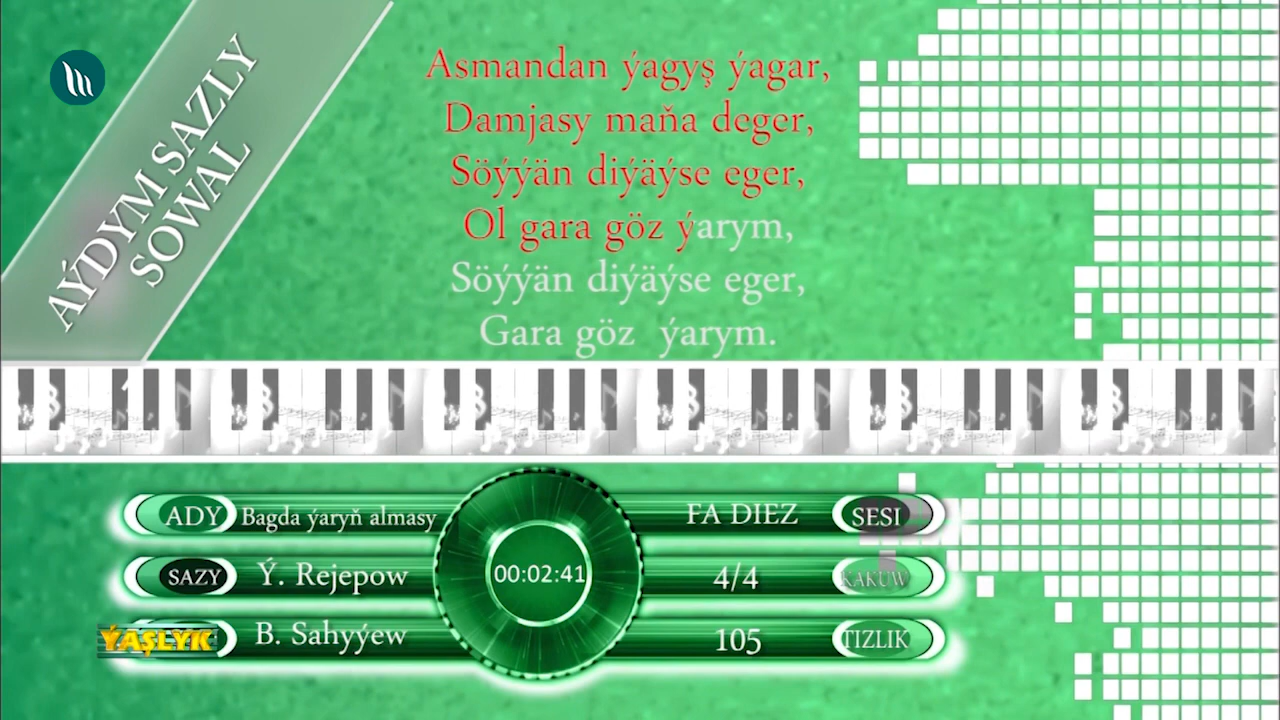 AÝDYM SAZLY
SOWAL
Asmandan ýagyş ýagar,
Damjasy maňa deger,
Söýýän diýäýse eger,
Ol gara göz ýarym,
Söýýän diýäýse eger,
Gara göz ýarym.
ADY Bagda ýaryň almasy
FA DIEZ SESI
SAZY Ý. Rejepow
00:02:41
4/4 KAKUW
ÝAŞLYK B. Sahyýew
105 TIZLIK